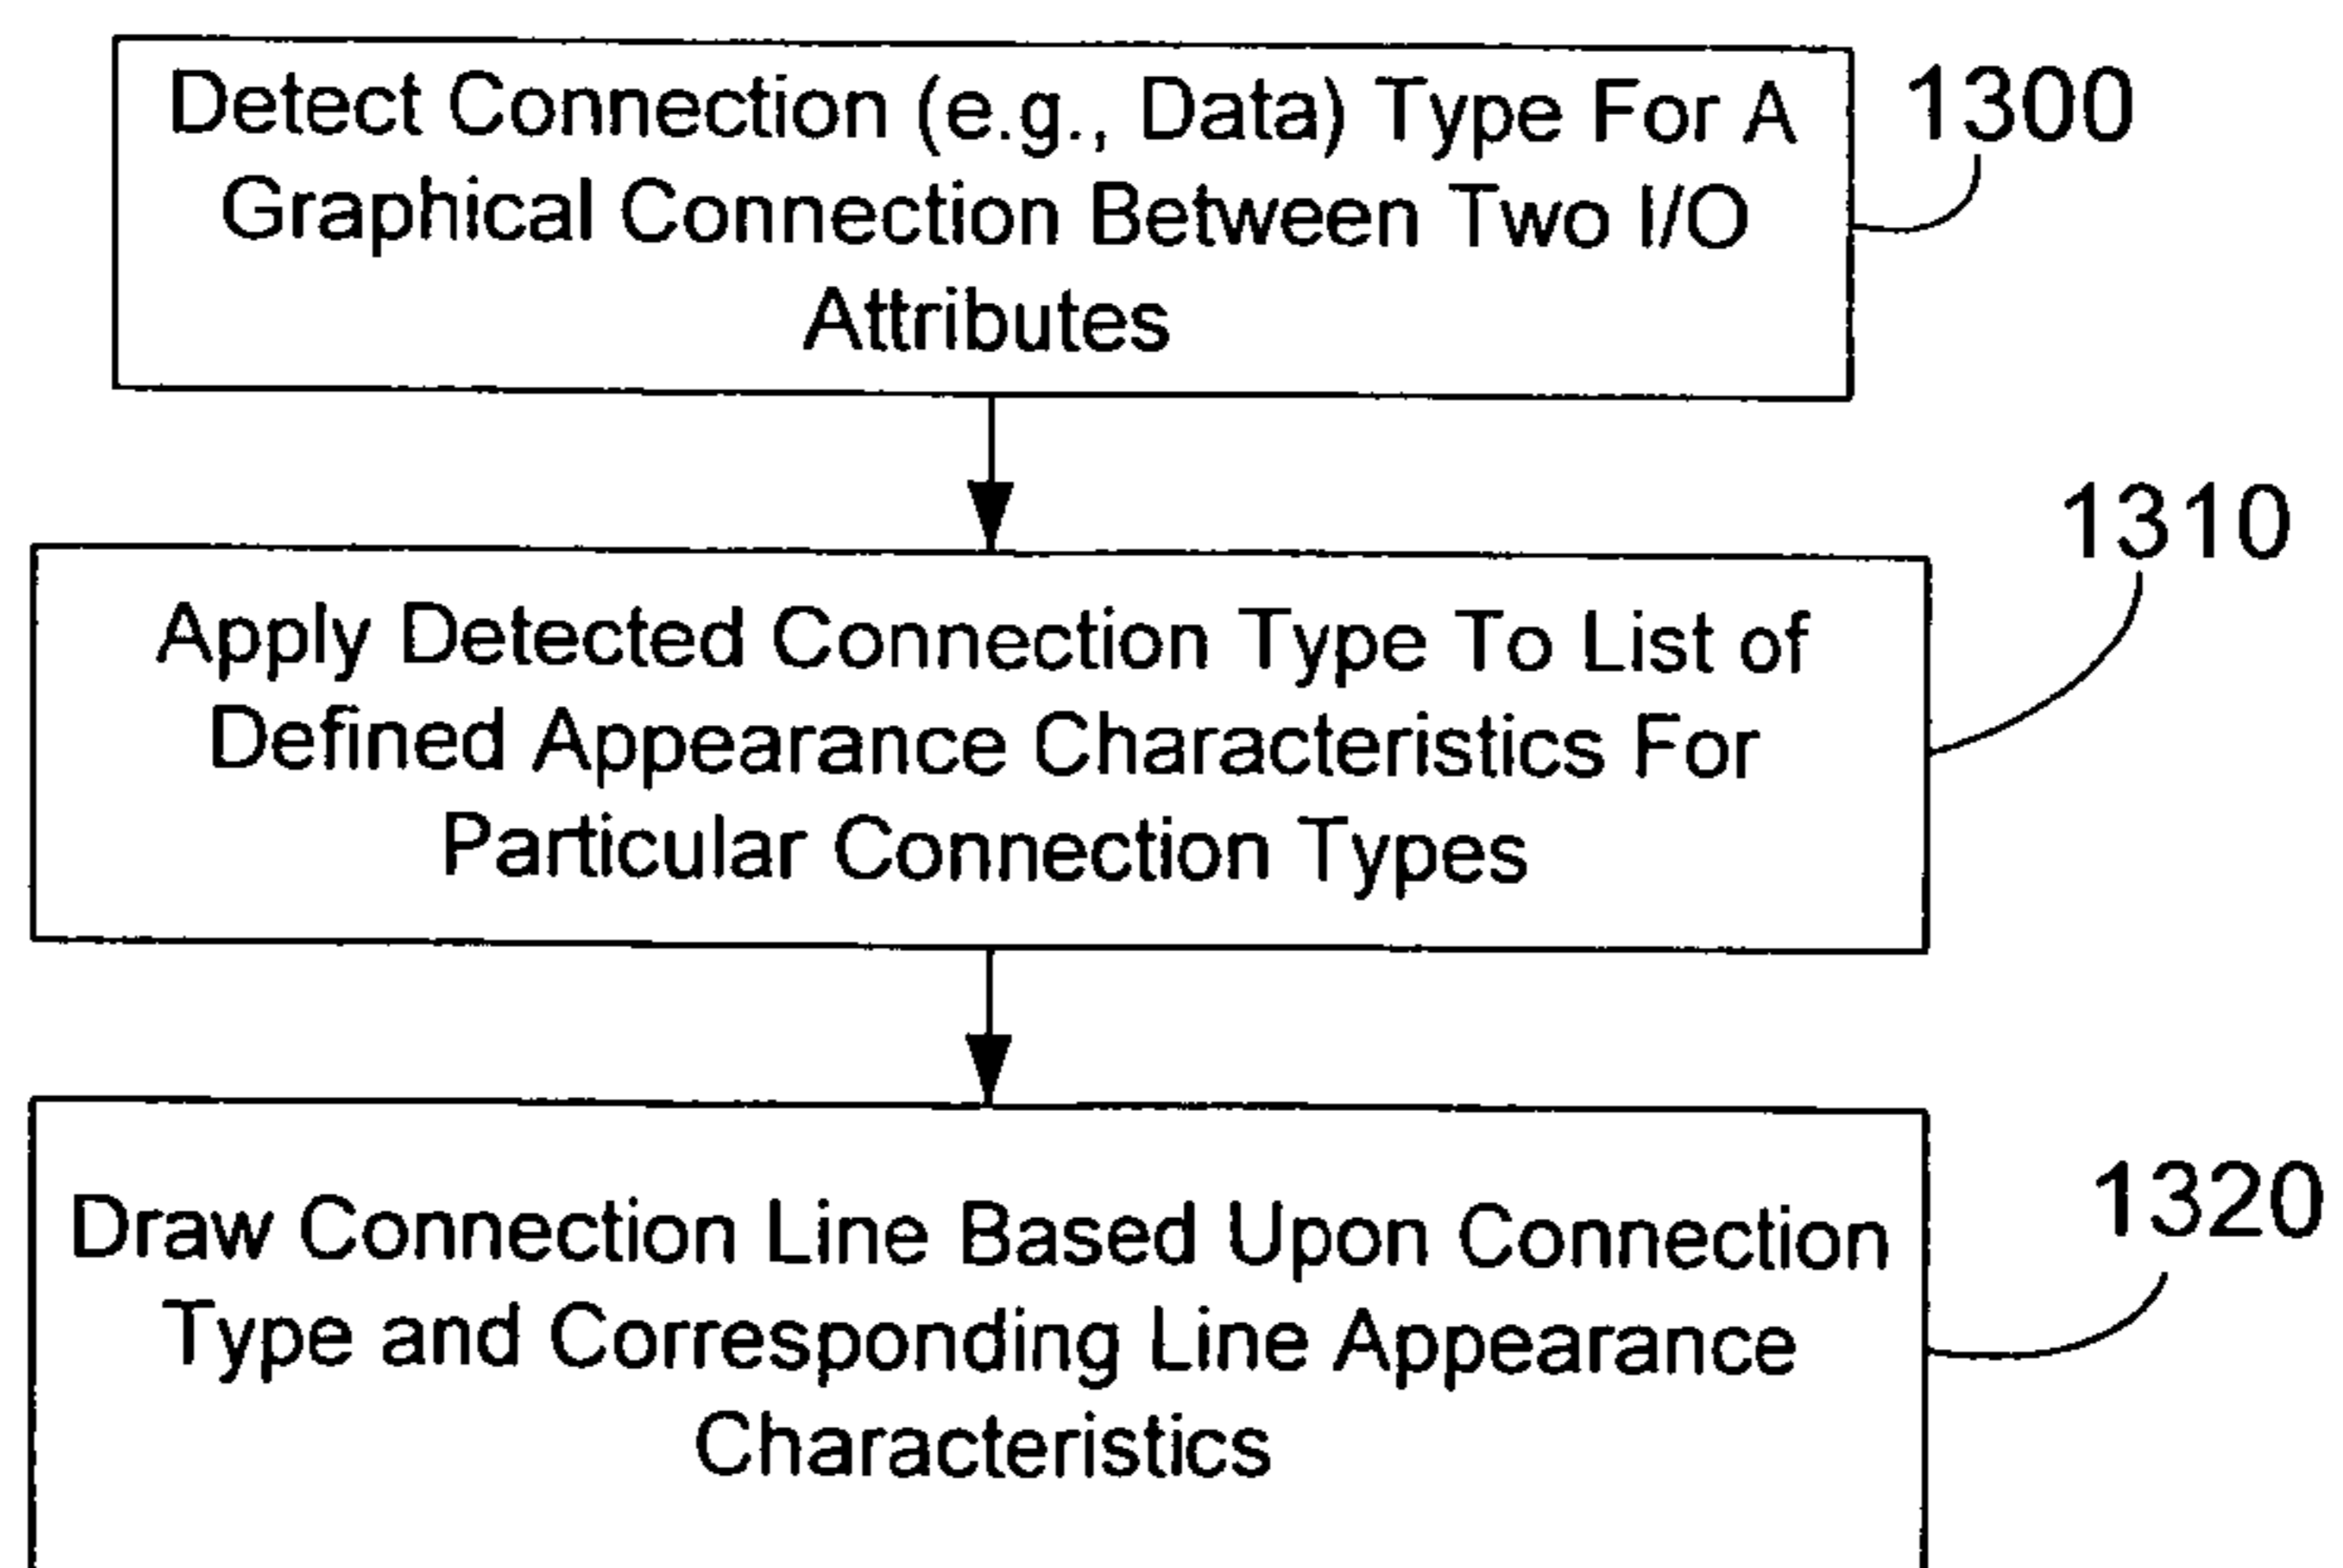 Detect Connection (e.g., Data) Type For A
Graphical Connection Between Two I/O
Attributes
1300
Apply Detected Connection Type To List of
Defined Appearance Characteristics For
Particular Connection Types
1310
Draw Connection Line Based Upon Connection
Type and Corresponding Line Appearance
Characteristics
1320